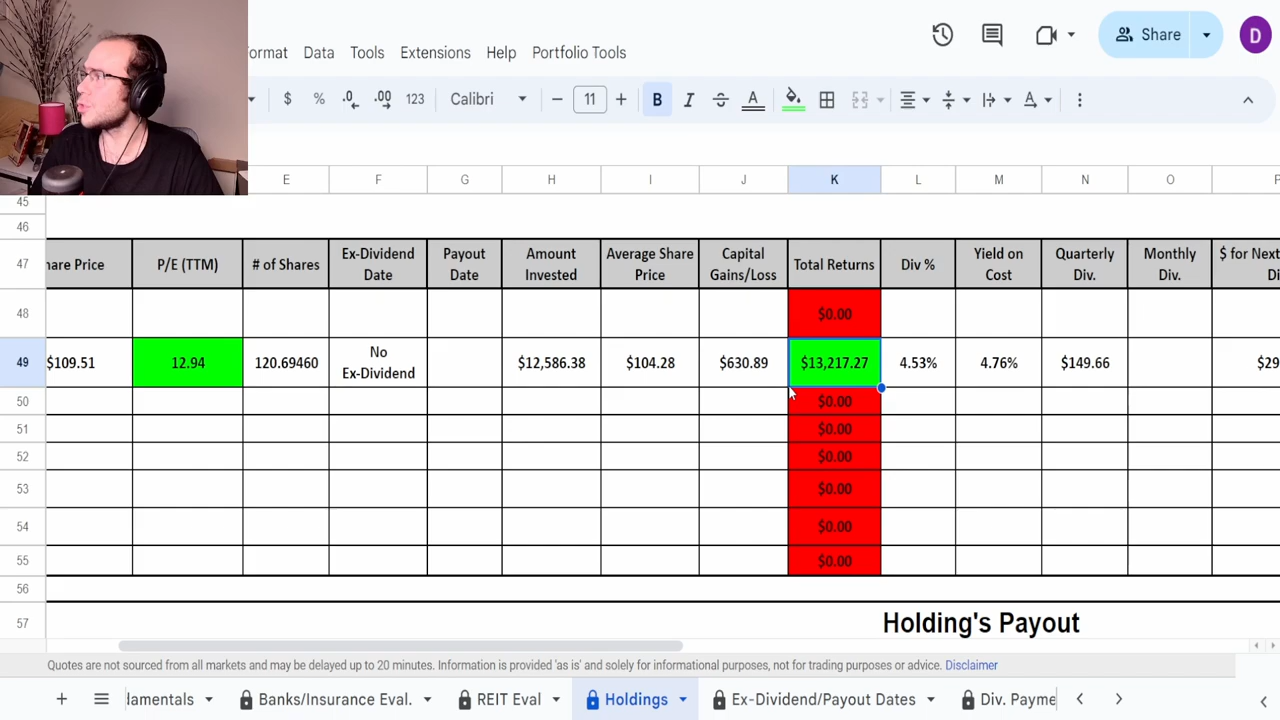 ormat Data Tools Extensions Help Portfolio Tools
Share
D
$ % .0 .00 123 Calibri 11 B I S A A
E F G H I J K L M N O P
45
46
47
hare Price P/E (TTM) # of Shares Ex-Dividend Date Payout Date Amount Invested Average Share Price Capital Gains/Loss Total Returns Div % Yield on Cost Quarterly Div. Monthly Div. $ for Next Di
48 $0.00
49 $109.51 12.94 120.69460 No Ex-Dividend $12,586.38 $104.28 $630.89 $13,217.27 4.53% 4.76% $149.66 $29
50 $0.00
51 $0.00
52 $0.00
53 $0.00
54 $0.00
55 $0.00
56
57 Holding's Payout
Quotes are not sourced from all markets and may be delayed up to 20 minutes. Information is provided 'as is' and solely for informational purposes, not for trading purposes or advice. Disclaimer
lamentals Banks/Insurance Eval. REIT Eval Holdings Ex-Dividend/Payout Dates Div. Payme